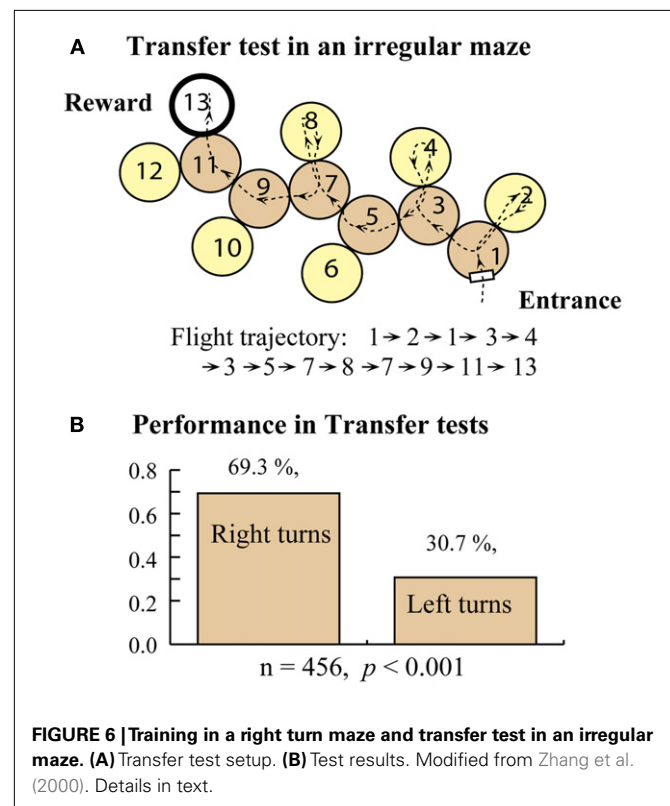 A Transfer test in an irregular maze
Reward
13
8
4
12
11
9
7
2
5
3
10
6
1
Entrance
Flight trajectory: 1→2→1→ 3→4
→3→5→7→8→7→9→11→13
B Performance in Transfer tests
69.3 %,
30.7 %,
0.8
0.6
0.4
0.2
0.0
Right turns
Left turns
n = 456, p < 0.001
FIGURE 6 | Training in a right turn maze and transfer test in an irregular
maze. (A) Transfer test setup. (B) Test results. Modified from Zhang et al.
(2000). Details in text.